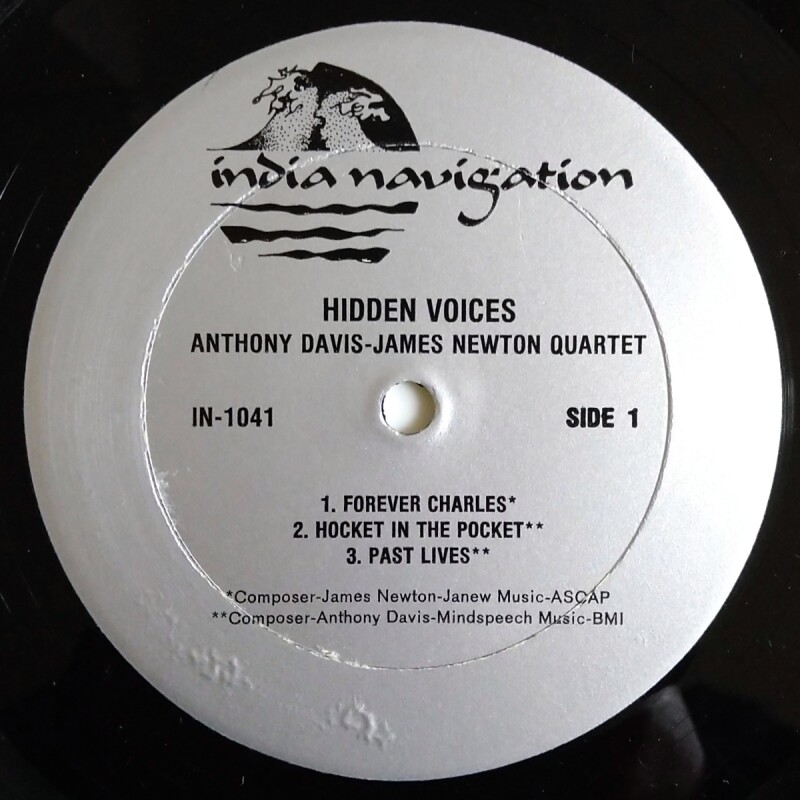 india navigation
HIDDEN VOICES
ANTHONY DAVIS-JAMES NEWTON QUARTET
IN-1041 SIDE 1
1. FOREVER CHARLES*
2. HOCKET IN THE POCKET**
3. PAST LIVES**
*Composer-James Newton-Janew Music-ASCAP
**Composer-Anthony Davis-Mindspeech Music-BMI